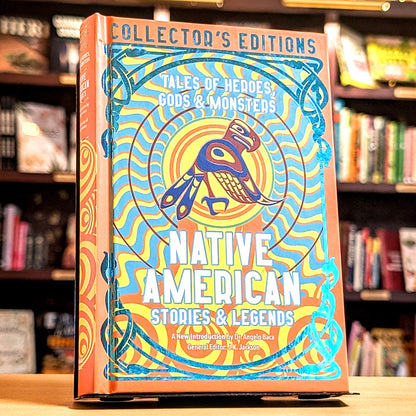 COLLECTOR'S EDITIONS
TALES OF HEROES,
GODS & MONSTERS
NATIVE
AMERICAN
STORIES & LEGENDS
A New Introduction by Dr. Angelo Baca
General Editor: J.K. Jackson